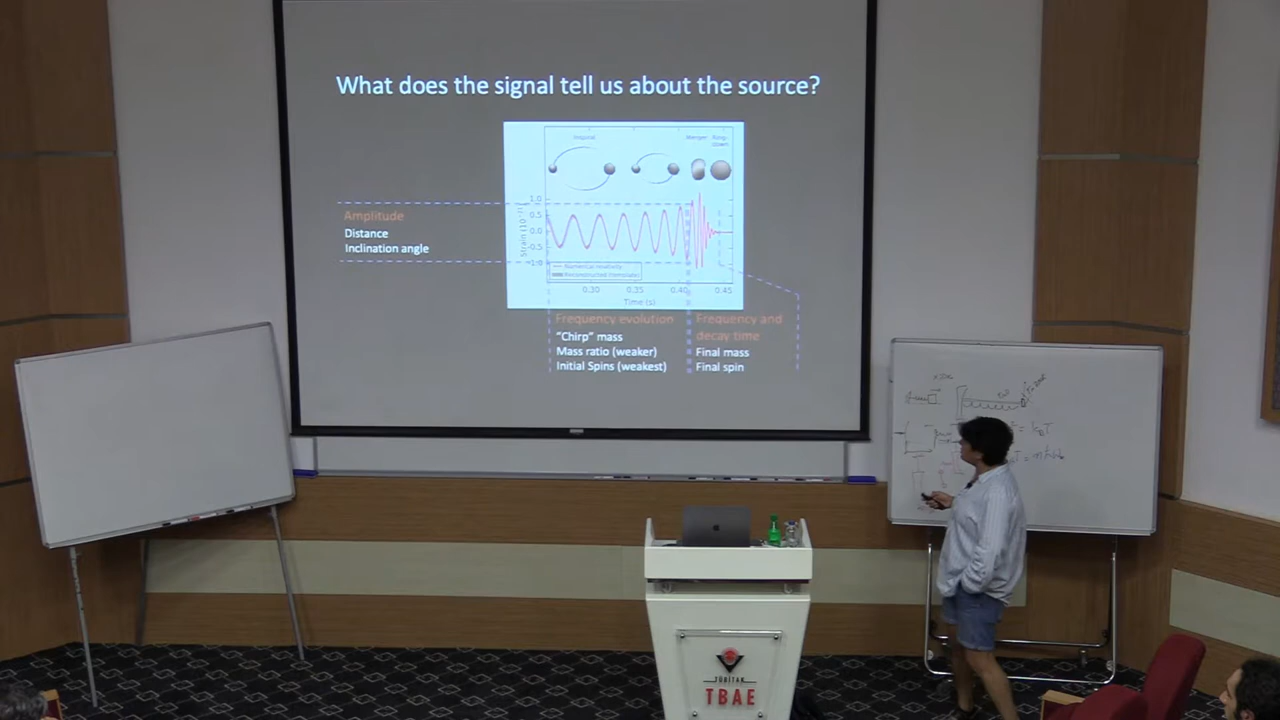 What does the signal tell us about the source?
Inspiral
Merger Ring-
down
Strain (10⁻²¹)
1.0
0.5
0.0
-0.5
-1.0
Numerical relativity
Reconstructed (template)
0.30 0.35 0.40 0.45
Time (s)
Amplitude
Distance
Inclination angle
Frequency evolution
"Chirp" mass
Mass ratio (weaker)
Initial Spins (weakest)
Frequency and
decay time
Final mass
Final spin
TÜBİTAK
TBAE